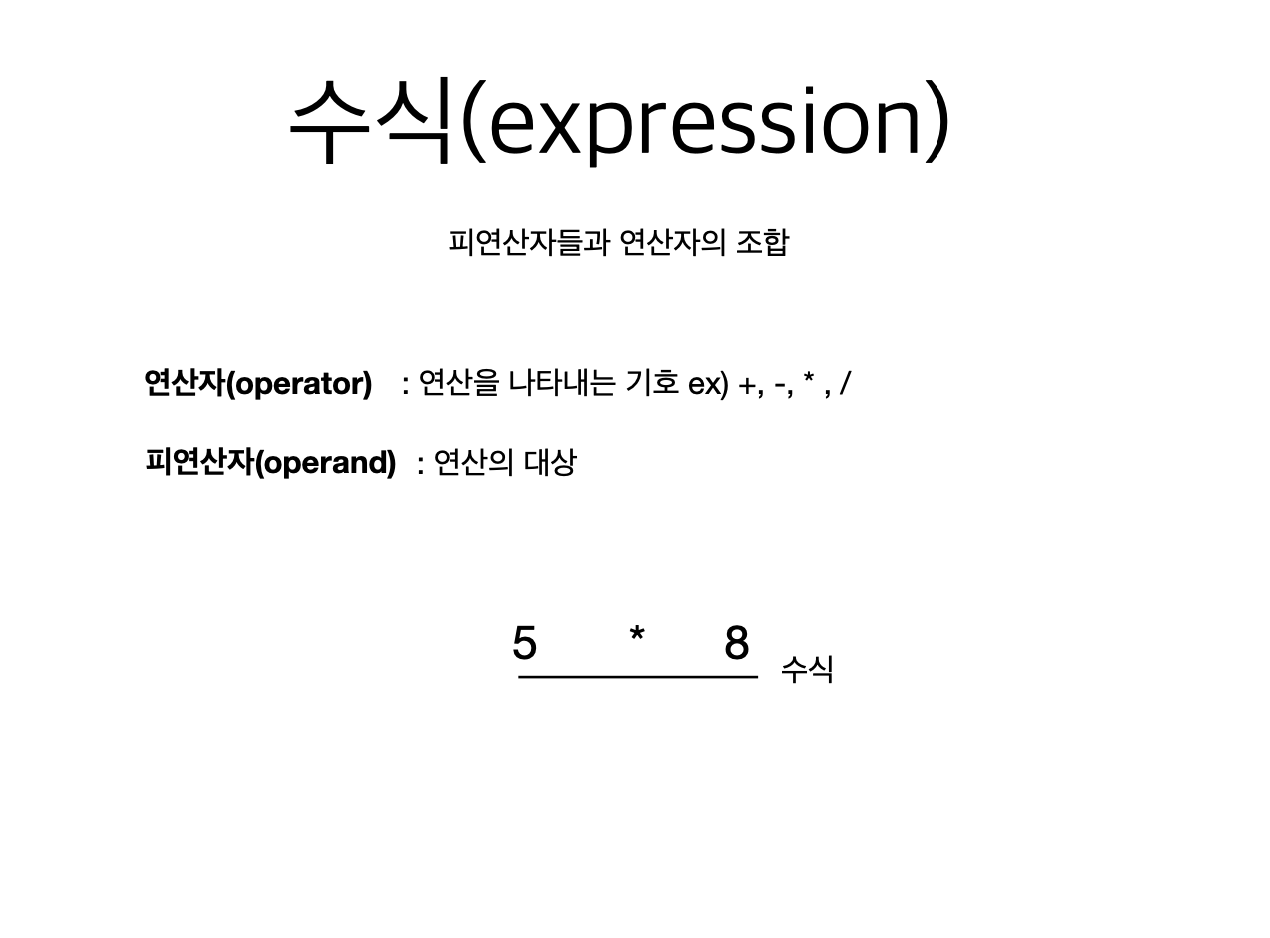 수식(expression)
피연산자들과 연산자의 조합
연산자(operator) : 연산을 나타내는 기호 ex) +, -, * , /
피연산자(operand) : 연산의 대상
5 * 8
수식